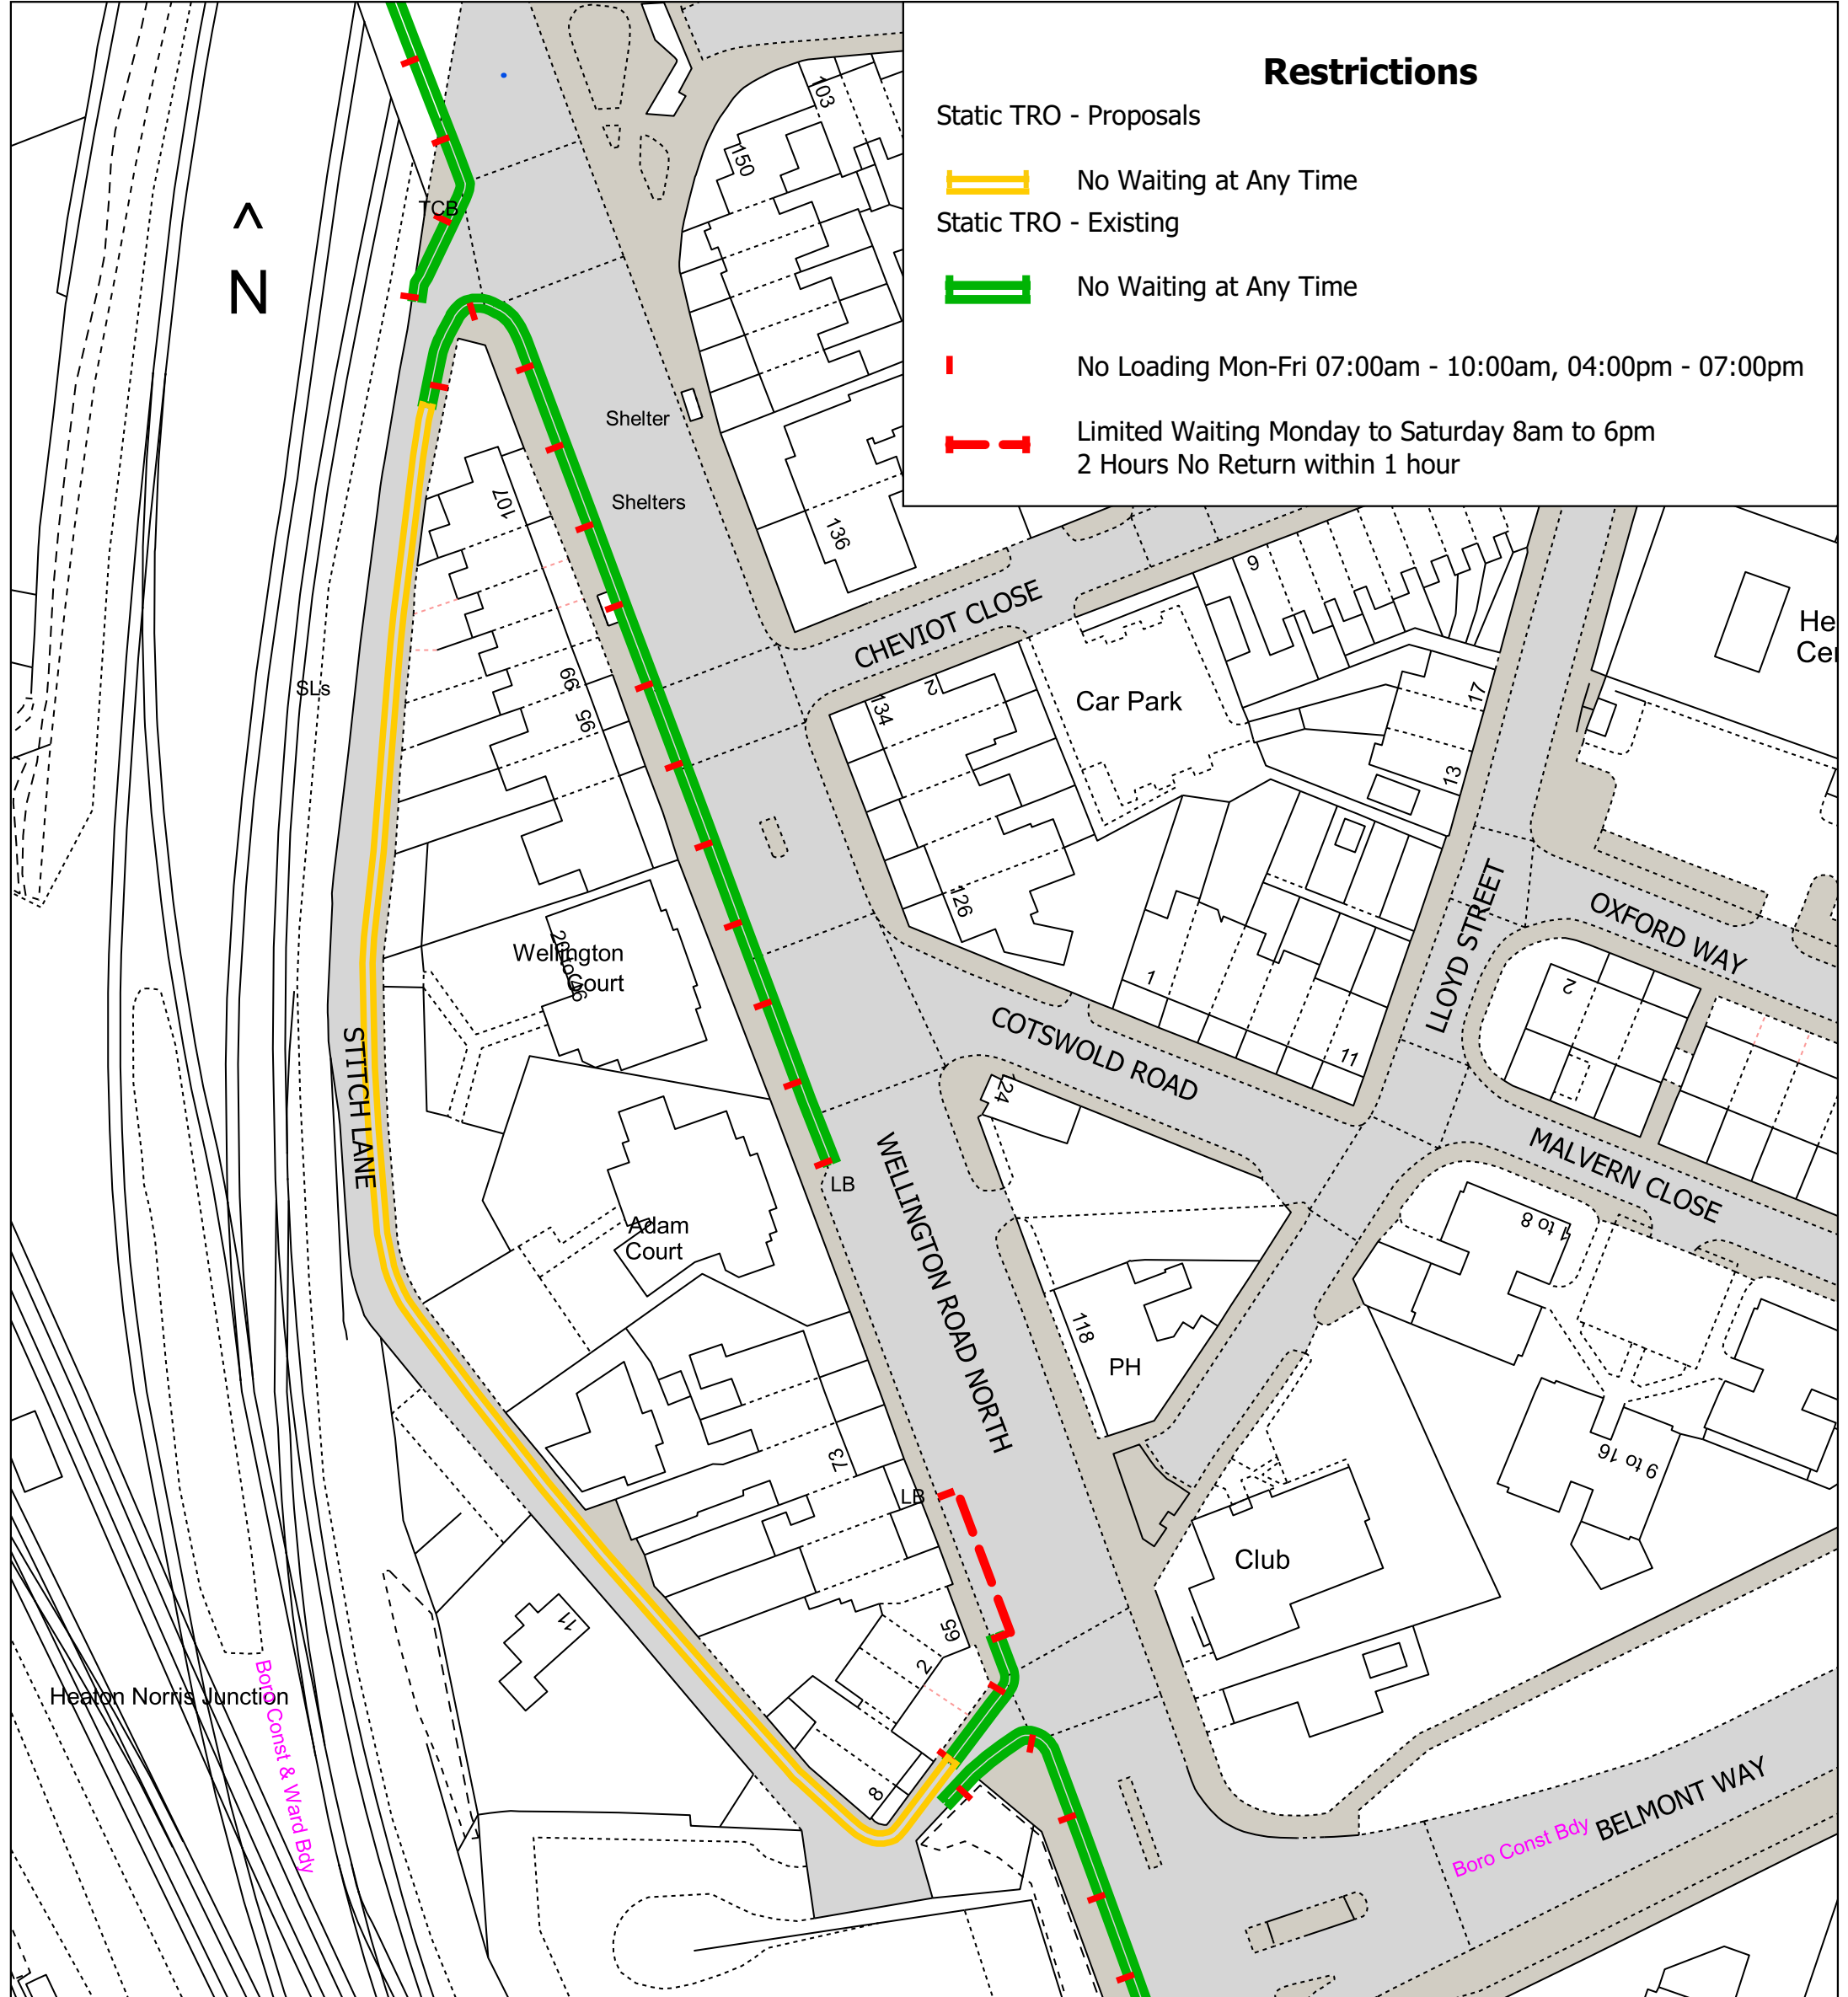 Restrictions
Static TRO - Proposals
No Waiting at Any Time
Static TRO - Existing
No Waiting at Any Time
No Loading Mon-Fri 07:00am - 10:00am, 04:00pm - 07:00pm
Limited Waiting Monday to Saturday 8am to 6pm
2 Hours No Return within 1 hour
103
150
TCB
^
N
Shelter
Shelters
107
136
9
CHEVIOT CLOSE
He
Cer
SLs
99
95
134
2
Car Park
17
13
126
OXFORD WAY
LLOYD STREET
Wellington
Court
1
2
11
COTSWOLD ROAD
STITCH LANE
124
MALVERN CLOSE
LB
WELLINGTON ROAD NORTH
Adam
Court
1 to 8
118
PH
73
9 to 16
LB
Club
11
65
2
Heaton Norris Junction
Boro Const & Ward Bdy
8
BELMONT WAY
Boro Const Bdy